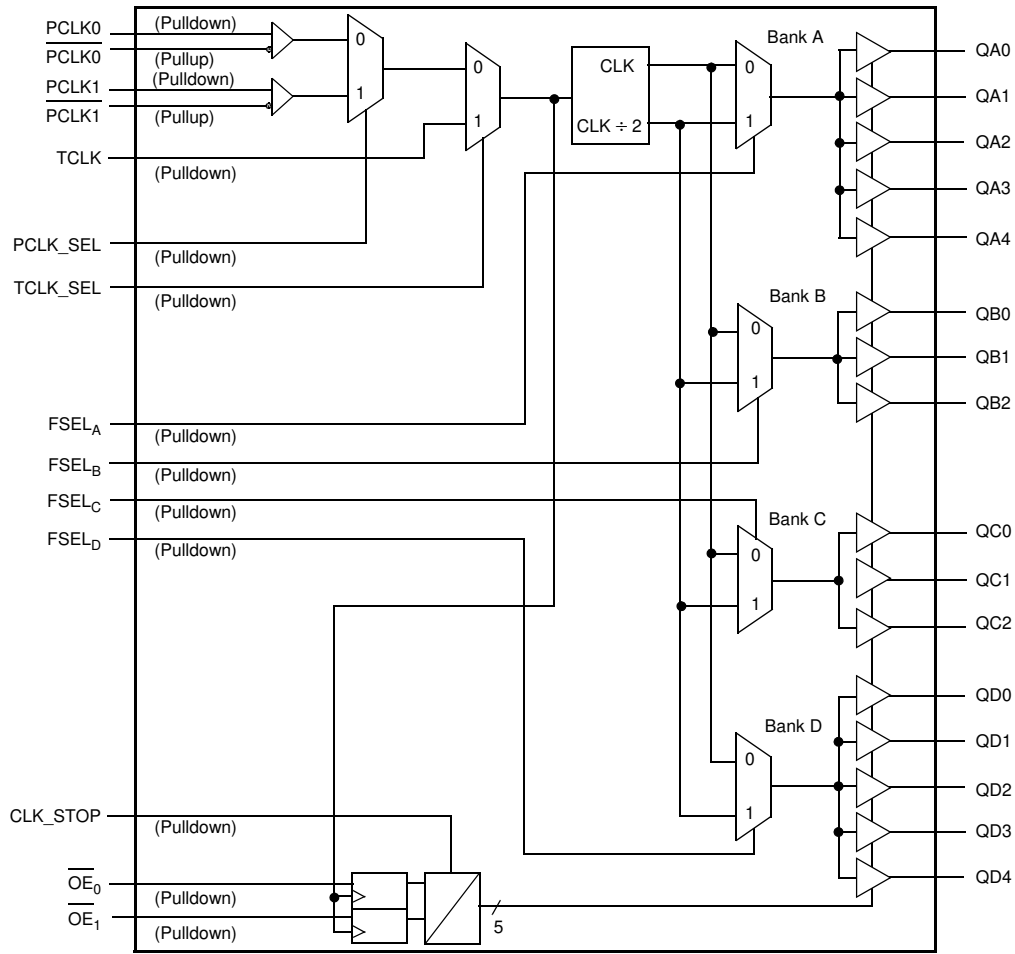 PCLK0 (Pulldown)
PCLK0 (Pullup)
PCLK1 (Pulldown)
PCLK1 (Pullup)
TCLK (Pulldown)
PCLK_SEL (Pulldown)
TCLK_SEL (Pulldown)
0
1
0
1
CLK
CLK ÷ 2
Bank A
0
1
QA0
QA1
QA2
QA3
QA4
Bank B
0
1
QB0
QB1
QB2
FSELA (Pulldown)
FSELB (Pulldown)
FSELC (Pulldown)
FSELD (Pulldown)
Bank C
0
1
QC0
QC1
QC2
Bank D
0
1
QD0
QD1
QD2
QD3
QD4
CLK_STOP (Pulldown)
OE0 (Pulldown)
OE1 (Pulldown)
5